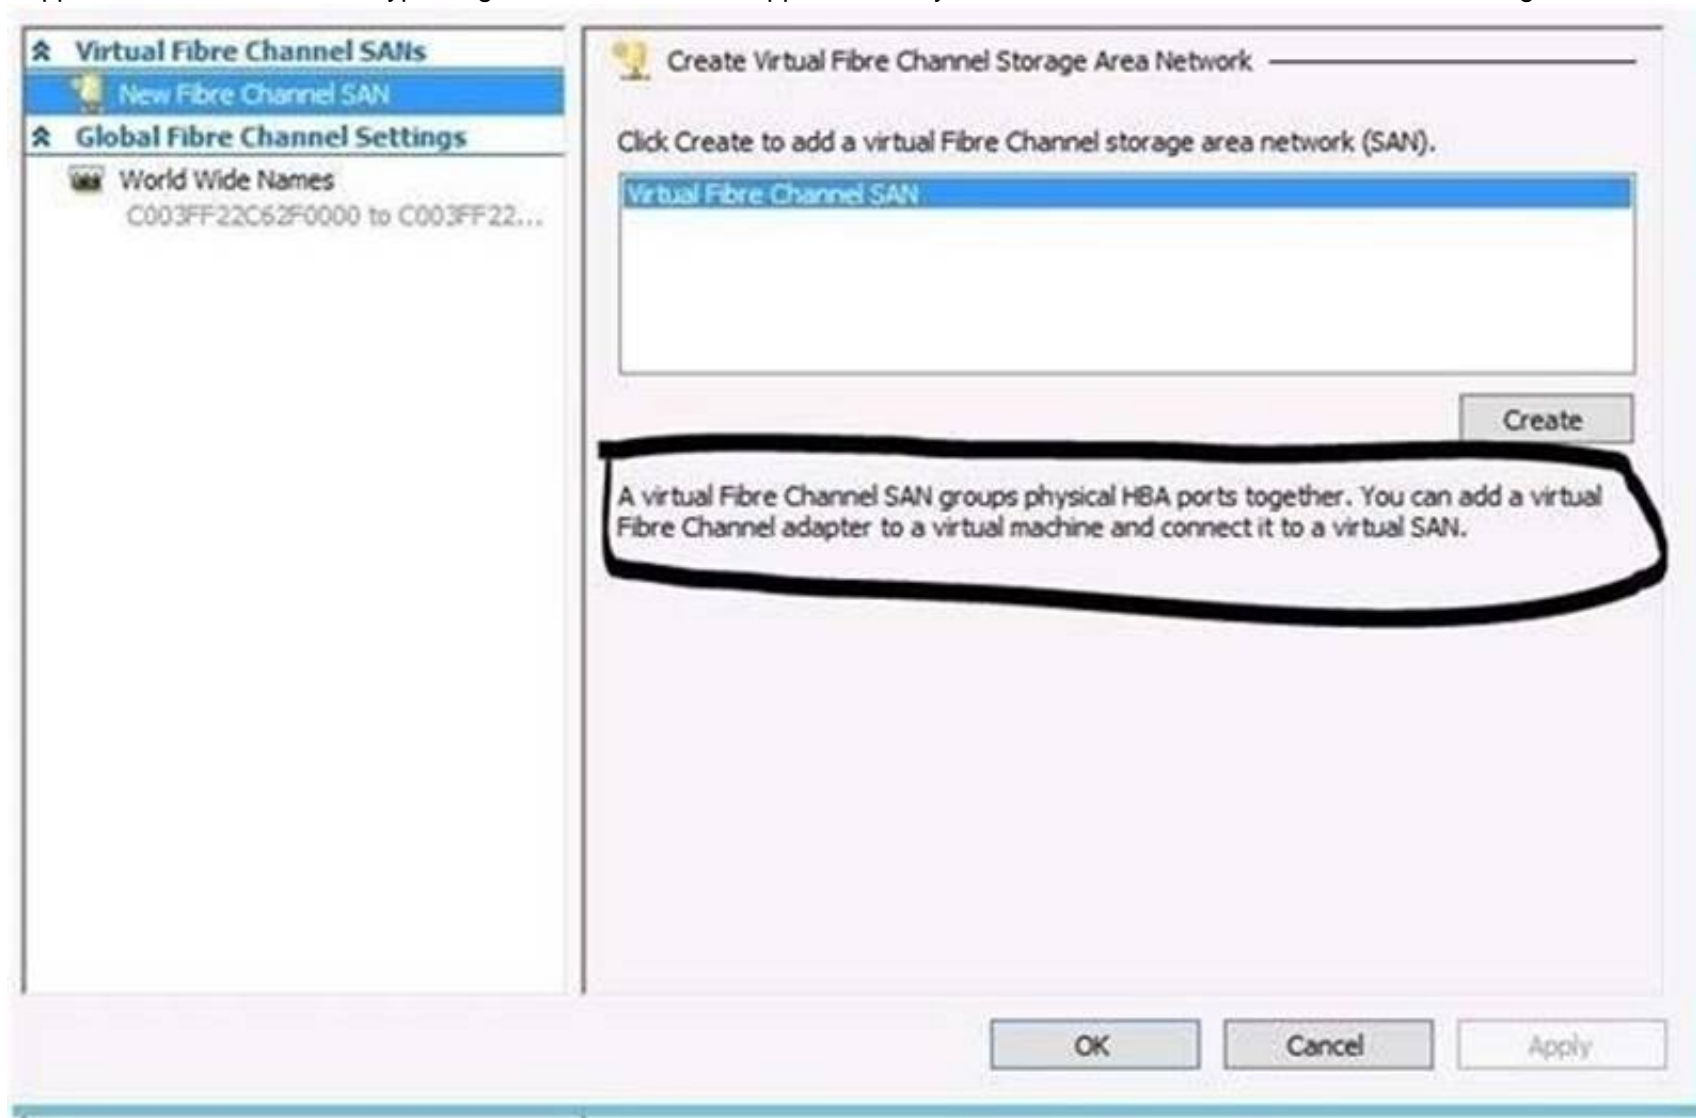 Virtual Fibre Channel SANs
New Fibre Channel SAN
Global Fibre Channel Settings
World Wide Names
C003FF22C62F0000 to C003FF22...
Create Virtual Fibre Channel Storage Area Network
Click Create to add a virtual Fibre Channel storage area network (SAN).
Virtual Fibre Channel SAN
Create
A virtual Fibre Channel SAN groups physical HBA ports together. You can add a virtual
Fibre Channel adapter to a virtual machine and connect it to a virtual SAN.
OK
Cancel
Apply